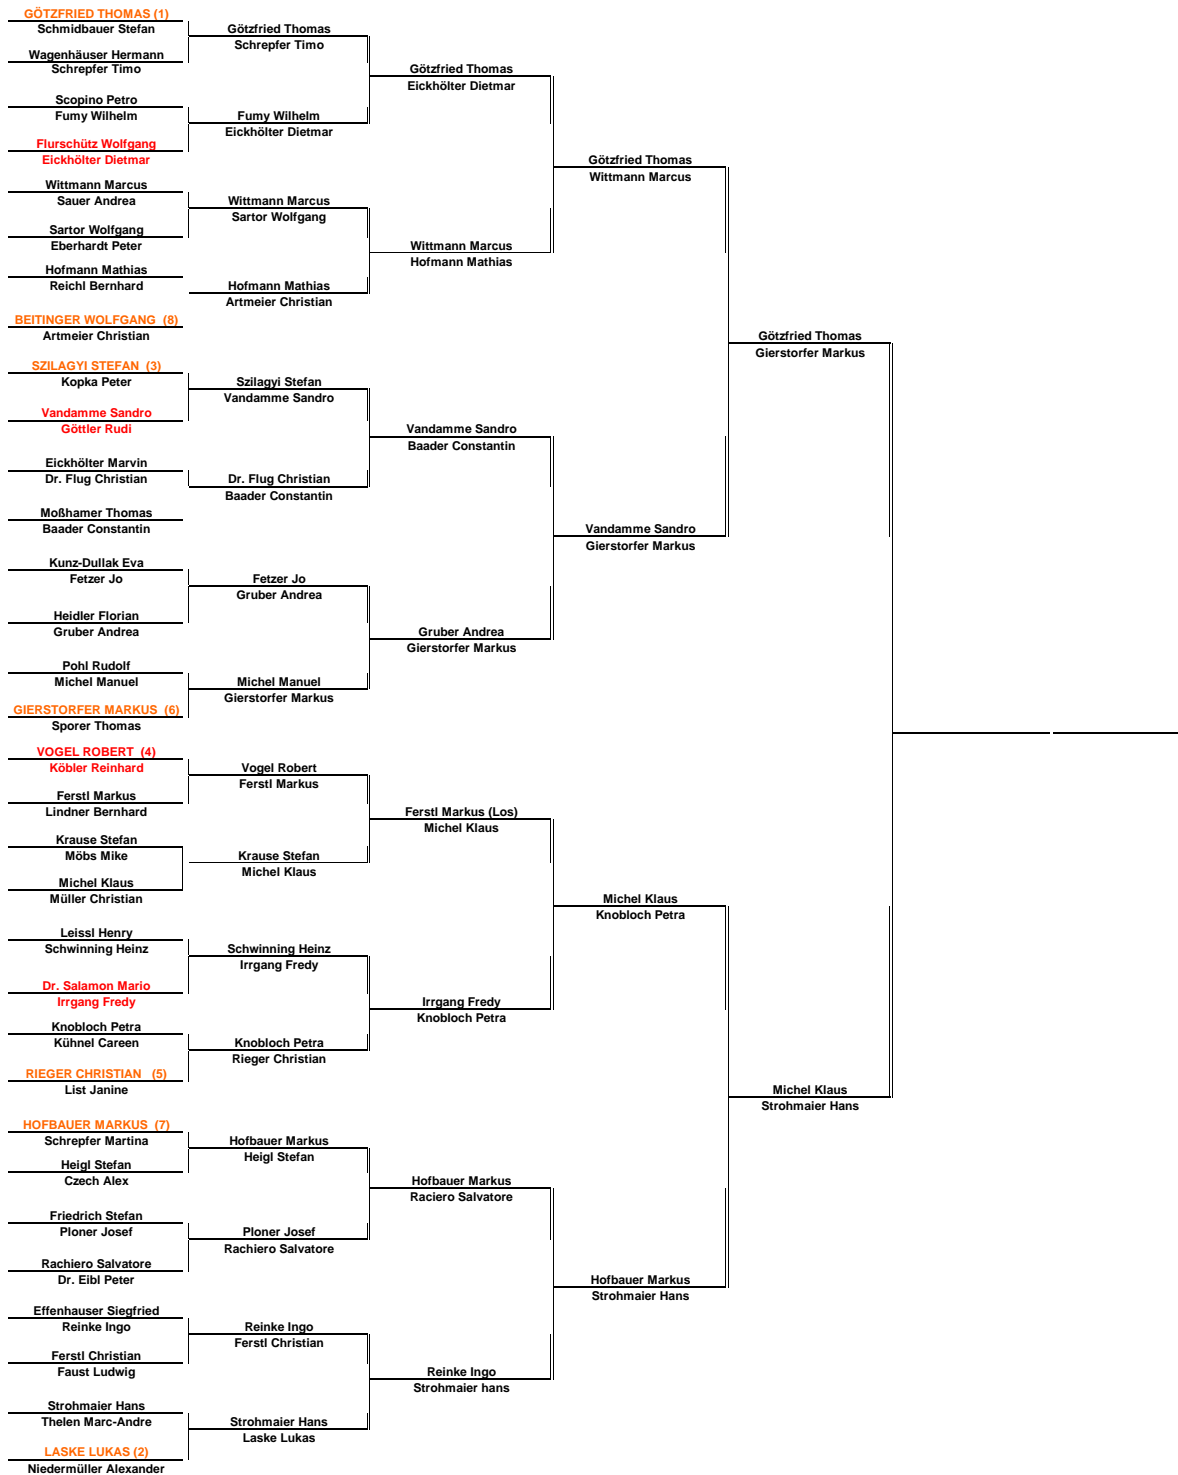 GÖTZFRIED THOMAS (1)
Schmidbauer Stefan
Wagenhäuser Hermann
Schrepfer Timo
Scopino Petro
Fumy Wilhelm
Flurschütz Wolfgang
Eickhölter Dietmar
Wittmann Marcus
Sauer Andrea
Sartor Wolfgang
Eberhardt Peter
Hofmann Mathias
Reichl Bernhard
BEITINGER WOLFGANG (8)
Artmeier Christian
SZILAGYI STEFAN (3)
Kopka Peter
Vandamme Sandro
Göttler Rudi
Eickhölter Marvin
Dr. Flug Christian
Moßhamer Thomas
Baader Constantin
Kunz-Dullak Eva
Fetzer Jo
Heidler Florian
Gruber Andrea
Pohl Rudolf
Michel Manuel
GIERSTORFER MARKUS (6)
Sporer Thomas
VOGEL ROBERT (4)
Köbler Reinhard
Ferstl Markus
Lindner Bernhard
Krause Stefan
Möbs Mike
Michel Klaus
Müller Christian
Leissl Henry
Schwinning Heinz
Dr. Salamon Mario
Irrgang Fredy
Knobloch Petra
Kühnel Careen
RIEGER CHRISTIAN (5)
List Janine
HOFBAUER MARKUS (7)
Schrepfer Martina
Heigl Stefan
Czech Alex
Friedrich Stefan
Ploner Josef
Rachiero Salvatore
Dr. Eibl Peter
Effenhauser Siegfried
Reinke Ingo
Ferstl Christian
Faust Ludwig
Strohmaier Hans
Thelen Marc-Andre
LASKE LUKAS (2)
Niedermüller Alexander
Götzfried Thomas
Schrepfer Timo
Fumy Wilhelm
Eickhölter Dietmar
Wittmann Marcus
Sartor Wolfgang
Hofmann Mathias
Artmeier Christian
Szilagyi Stefan
Vandamme Sandro
Dr. Flug Christian
Baader Constantin
Fetzer Jo
Gruber Andrea
Michel Manuel
Gierstorfer Markus
Vogel Robert
Ferstl Markus
Krause Stefan
Michel Klaus
Schwinning Heinz
Irrgang Fredy
Knobloch Petra
Rieger Christian
Hofbauer Markus
Heigl Stefan
Ploner Josef
Rachiero Salvatore
Reinke Ingo
Ferstl Christian
Strohmaier Hans
Laske Lukas
Götzfried Thomas
Eickhölter Dietmar
Wittmann Marcus
Hofmann Mathias
Vandamme Sandro
Baader Constantin
Gruber Andrea
Gierstorfer Markus
Ferstl Markus (Los)
Michel Klaus
Irrgang Fredy
Knobloch Petra
Hofbauer Markus
Raciero Salvatore
Reinke Ingo
Strohmaier hans
Götzfried Thomas
Wittmann Marcus
Vandamme Sandro
Gierstorfer Markus
Michel Klaus
Knobloch Petra
Hofbauer Markus
Strohmaier Hans
Götzfried Thomas
Gierstorfer Markus
Michel Klaus
Strohmaier Hans